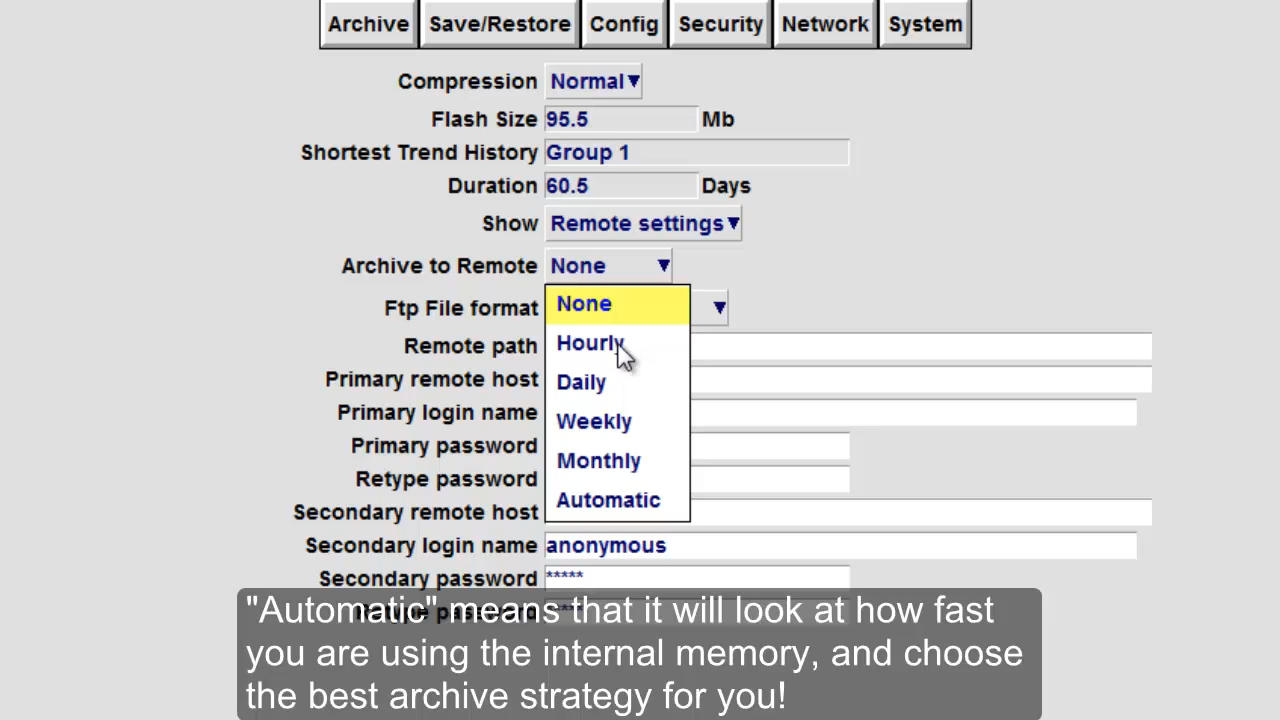 Archive Save/Restore Config Security Network System
Compression Normal
Flash Size 95.5 Mb
Shortest Trend History Group 1
Duration 60.5 Days
Show Remote settings
Archive to Remote None
None
Ftp File format
Hourly
Remote path
Primary remote host
Daily
Primary login name
Weekly
Primary password
Monthly
Retype password
Automatic
Secondary remote host
Secondary login name anonymous
Secondary password *****
Retype password *****
"Automatic" means that it will look at how fast
you are using the internal memory, and choose
the best archive strategy for you!